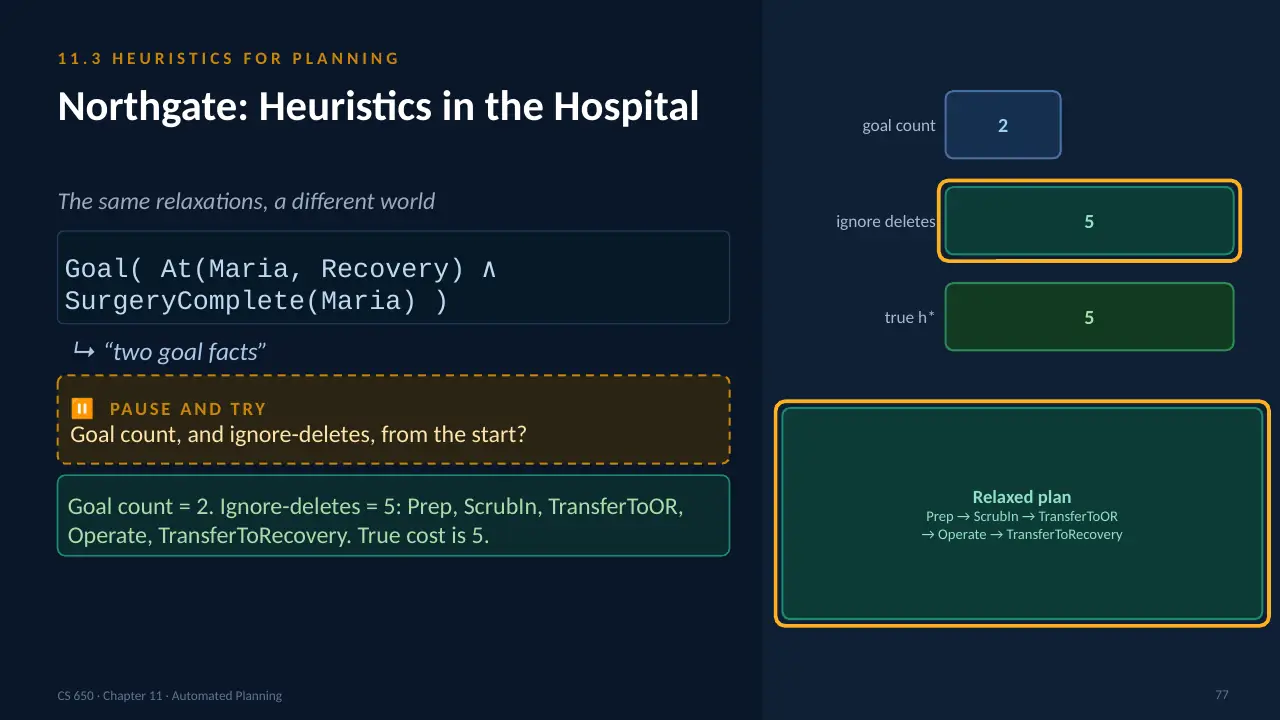 11.3 HEURISTICS FOR PLANNING
Northgate: Heuristics in the Hospital
The same relaxations, a different world
Goal( At(Maria, Recovery) ∧
SurgeryComplete(Maria) )
↪ “two goal facts”
⏸ PAUSE AND TRY
Goal count, and ignore-deletes, from the start?
Goal count = 2. Ignore-deletes = 5: Prep, ScrubIn, TransferToOR,
Operate, TransferToRecovery. True cost is 5.
goal count 2
ignore deletes 5
true h* 5
Relaxed plan
Prep → ScrubIn → TransferToOR
→ Operate → TransferToRecovery
CS 650 · Chapter 11 · Automated Planning
77